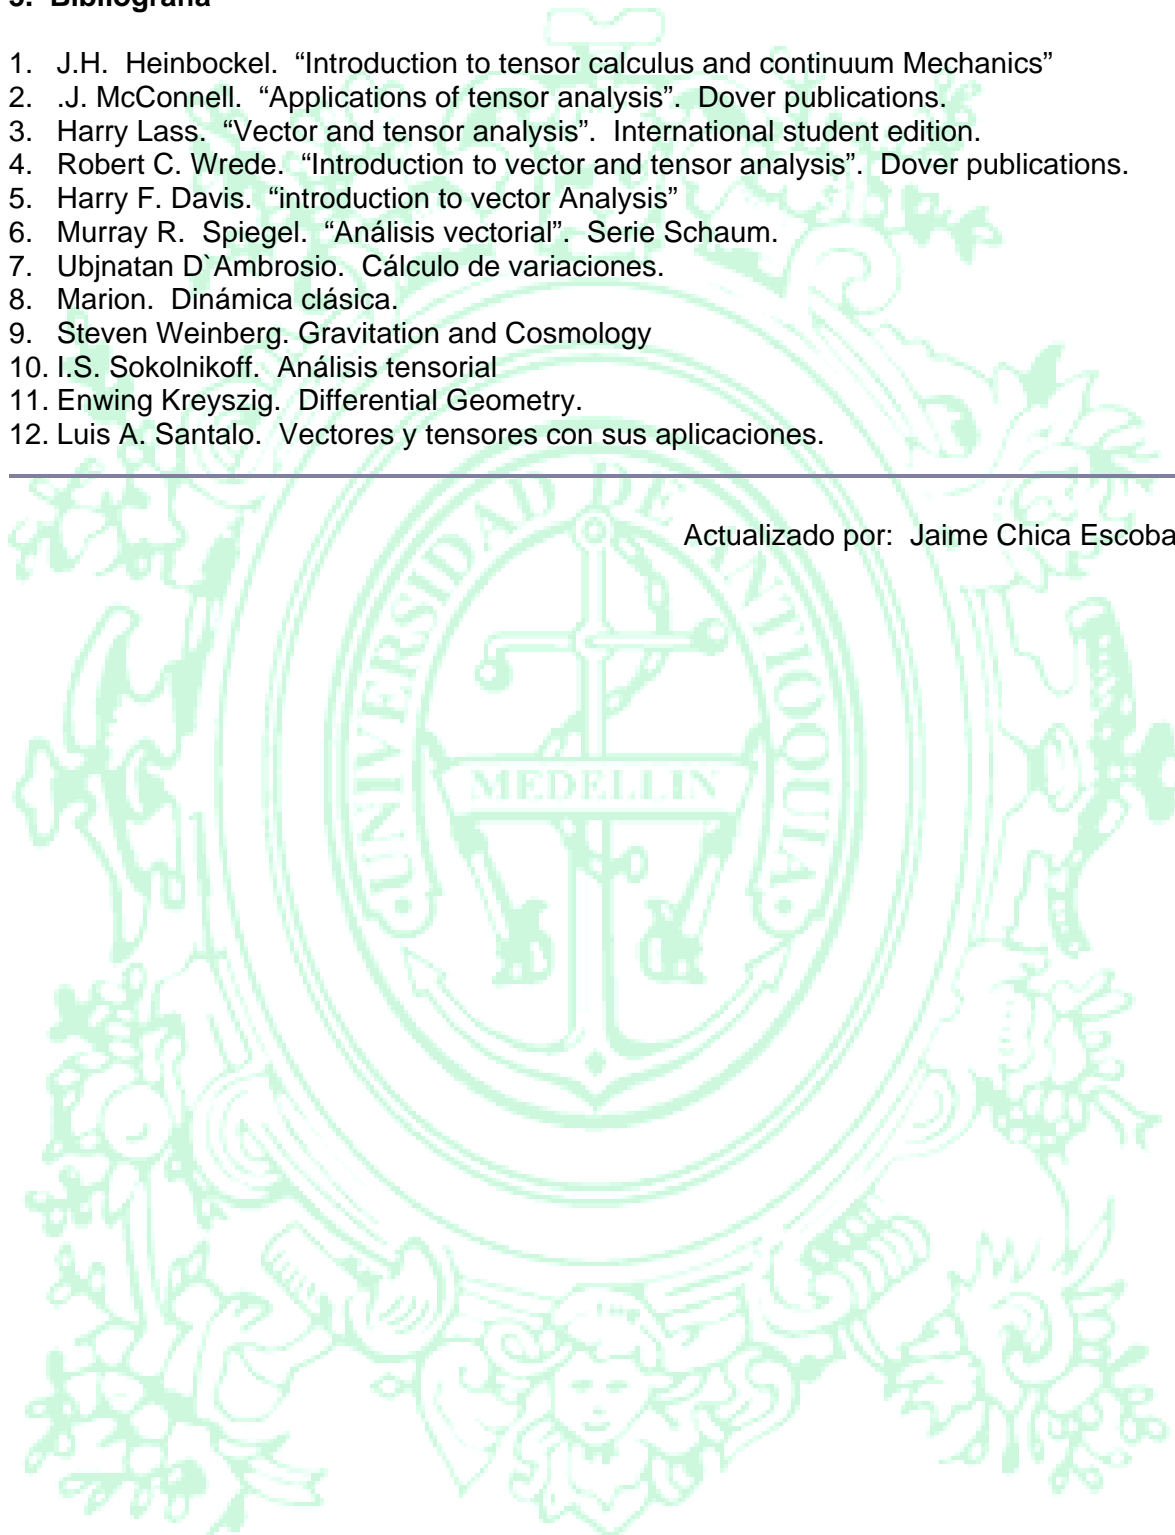 5. Bibliografía
1. J.H. Heinbockel. “Introduction to tensor calculus and continuum Mechanics”
2. .J. McConnell. “Applications of tensor analysis”. Dover publications.
3. Harry Lass. “Vector and tensor analysis”. International student edition.
4. Robert C. Wrede. “Introduction to vector and tensor analysis”. Dover publications.
5. Harry F. Davis. “introduction to vector Analysis”
6. Murray R. Spiegel. “Análisis vectorial”. Serie Schaum.
7. Ubjnatan D`Ambrosio. Cálculo de variaciones.
8. Marion. Dinámica clásica.
9. Steven Weinberg. Gravitation and Cosmology
10. I.S. Sokolnikoff. Análisis tensorial
11. Enwing Kreyszig. Differential Geometry.
12. Luis A. Santalo. Vectores y tensores con sus aplicaciones.
Actualizado por: Jaime Chica Escoba
UNIVERSIDAD DE ANTIOQUIA
MEDELLIN